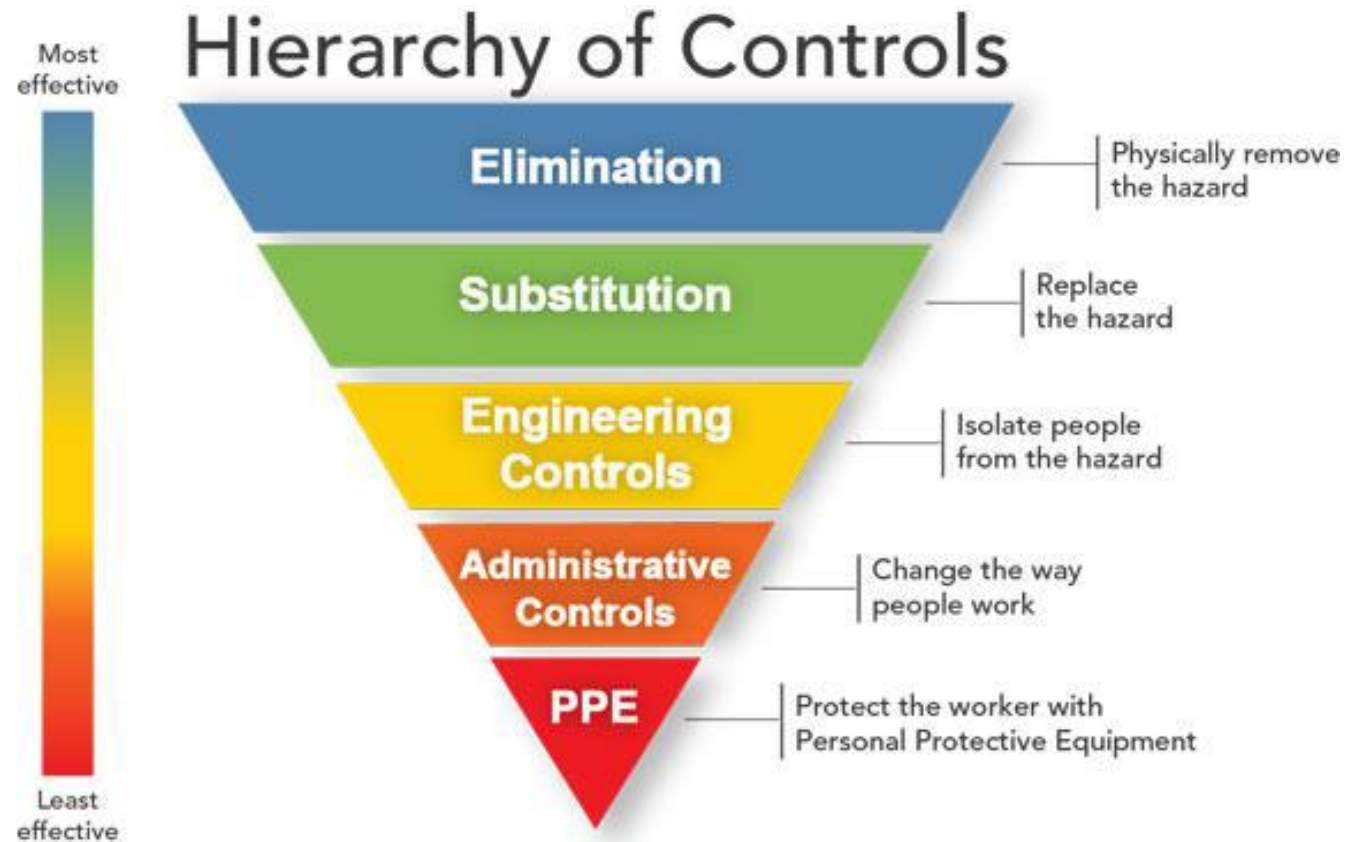 Hierarchy of Controls
Most
effective
Elimination
Physically remove
the hazard
Substitution
Replace
the hazard
Engineering
Controls
Isolate people
from the hazard
Administrative
Controls
Change the way
people work
PPE
Protect the worker with
Personal Protective Equipment
Least
effective